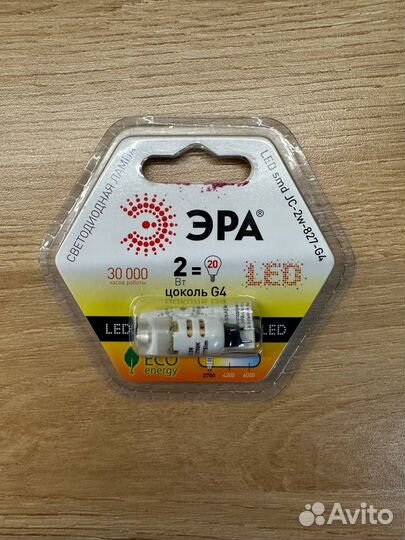 СВЕТОДИОДНАЯ ЛАМПА
LED smd JC-2w-827-G4
ЭРА®
30 000
часов работы
2 = 20
Вт
цоколь G4
LED
LED
LED
ECO
energy
2700 4200 6000
Avito